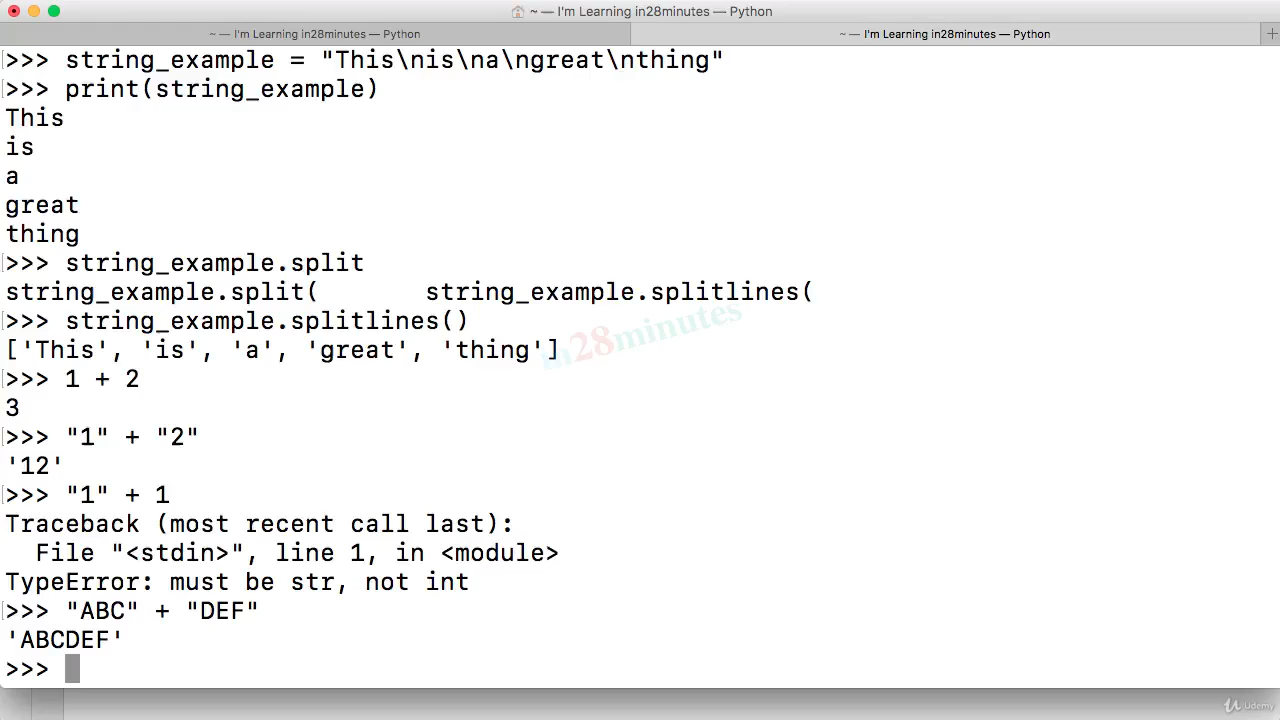 ~ — I'm Learning in28minutes — Python
~ — I'm Learning in28minutes — Python
~ — I'm Learning in28minutes — Python
>>> string_example = "This\nis\na\ngreat\nthing"
>>> print(string_example)
This
is
a
great
thing
>>> string_example.split
string_example.split(       string_example.splitlines(
>>> string_example.splitlines()
['This', 'is', 'a', 'great', 'thing']
in28minutes
>>> 1 + 2
3
>>> "1" + "2"
'12'
>>> "1" + 1
Traceback (most recent call last):
  File "<stdin>", line 1, in <module>
TypeError: must be str, not int
>>> "ABC" + "DEF"
'ABCDEF'
>>>
Udemy